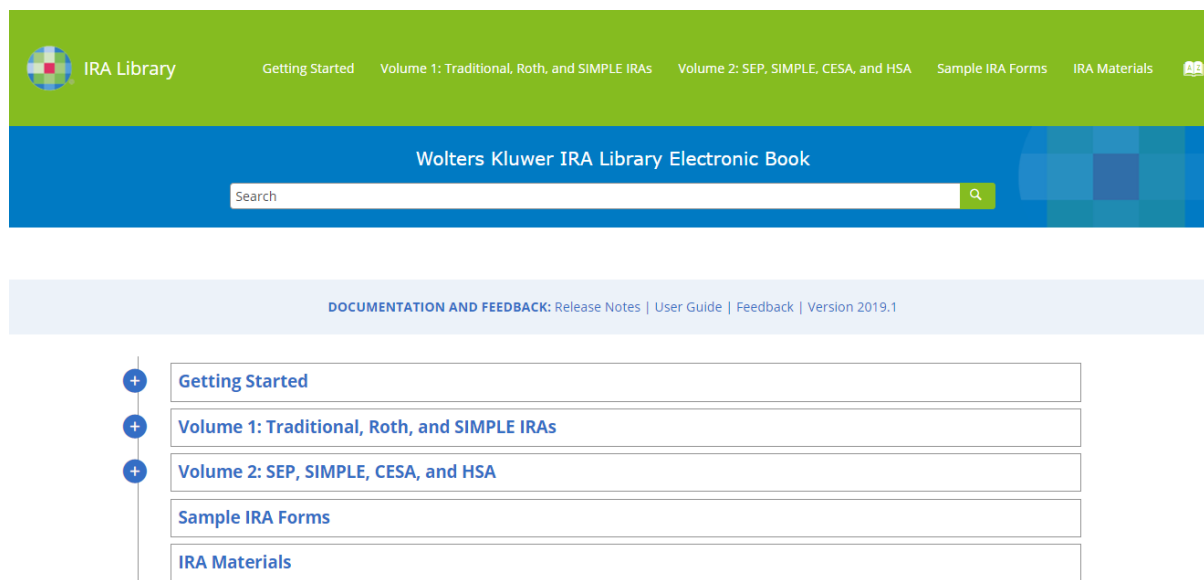 IRA Library
Getting Started Volume 1: Traditional, Roth, and SIMPLE IRAs Volume 2: SEP, SIMPLE, CESA, and HSA Sample IRA Forms IRA Materials
Wolters Kluwer IRA Library Electronic Book
Search
DOCUMENTATION AND FEEDBACK: Release Notes | User Guide | Feedback | Version 2019.1
Getting Started
Volume 1: Traditional, Roth, and SIMPLE IRAs
Volume 2: SEP, SIMPLE, CESA, and HSA
Sample IRA Forms
IRA Materials